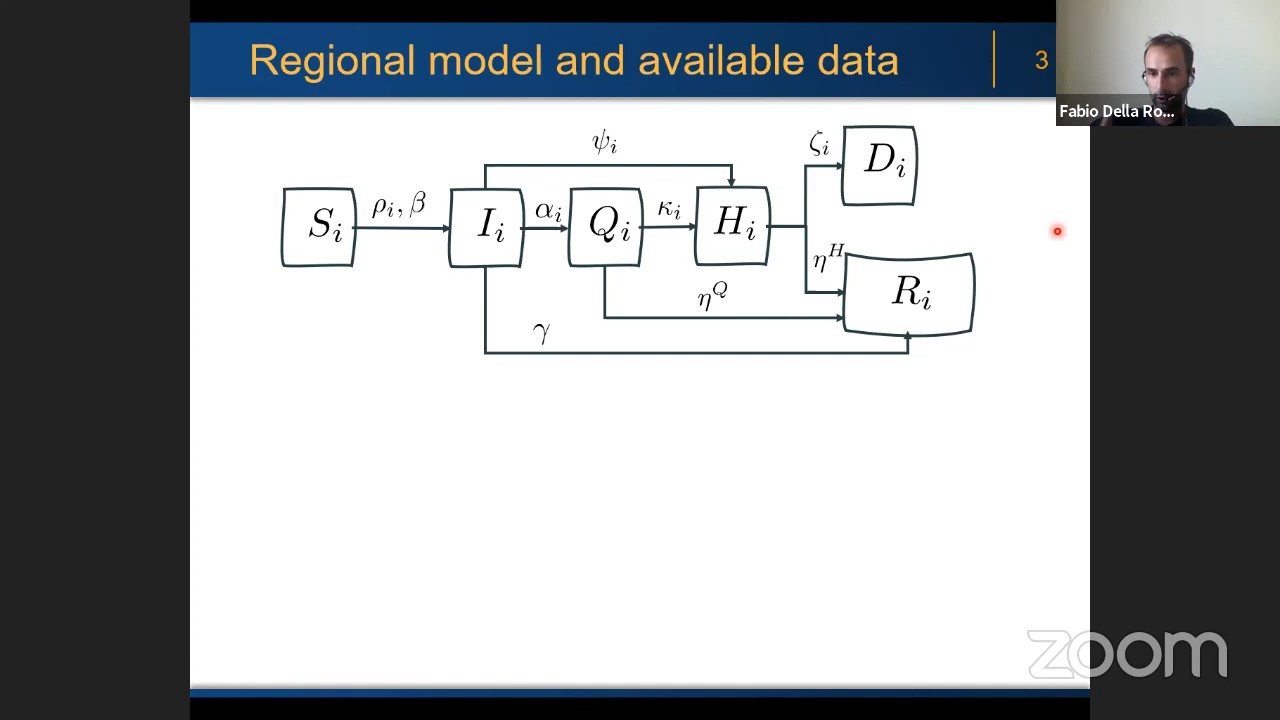 Regional model and available data
3
Fabio Della Ro...
ψᵢ
ζᵢ
Dᵢ
Sᵢ
ρᵢ, β
Iᵢ
αᵢ
Qᵢ
κᵢ
Hᵢ
ηᴴ
Rᵢ
η^Q
γ
zoom